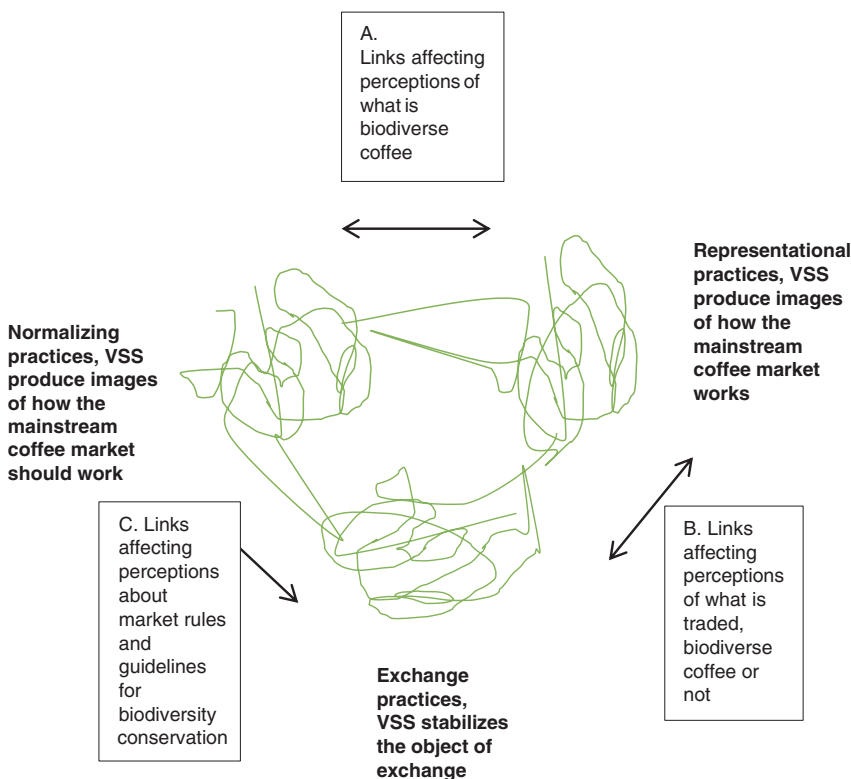 A.
Links affecting
perceptions of
what is
biodiverse
coffee
Representational
practices, VSS
produce images
of how the
mainstream
coffee market
works
Normalizing
practices, VSS
produce images
of how the
mainstream
coffee market
should work
C. Links
affecting
perceptions
about
market rules
and
guidelines
for
biodiversity
conservation
B. Links
affecting
perceptions
of what is
traded,
biodiverse
coffee or
not
Exchange
practices,
VSS stabilizes
the object of
exchange